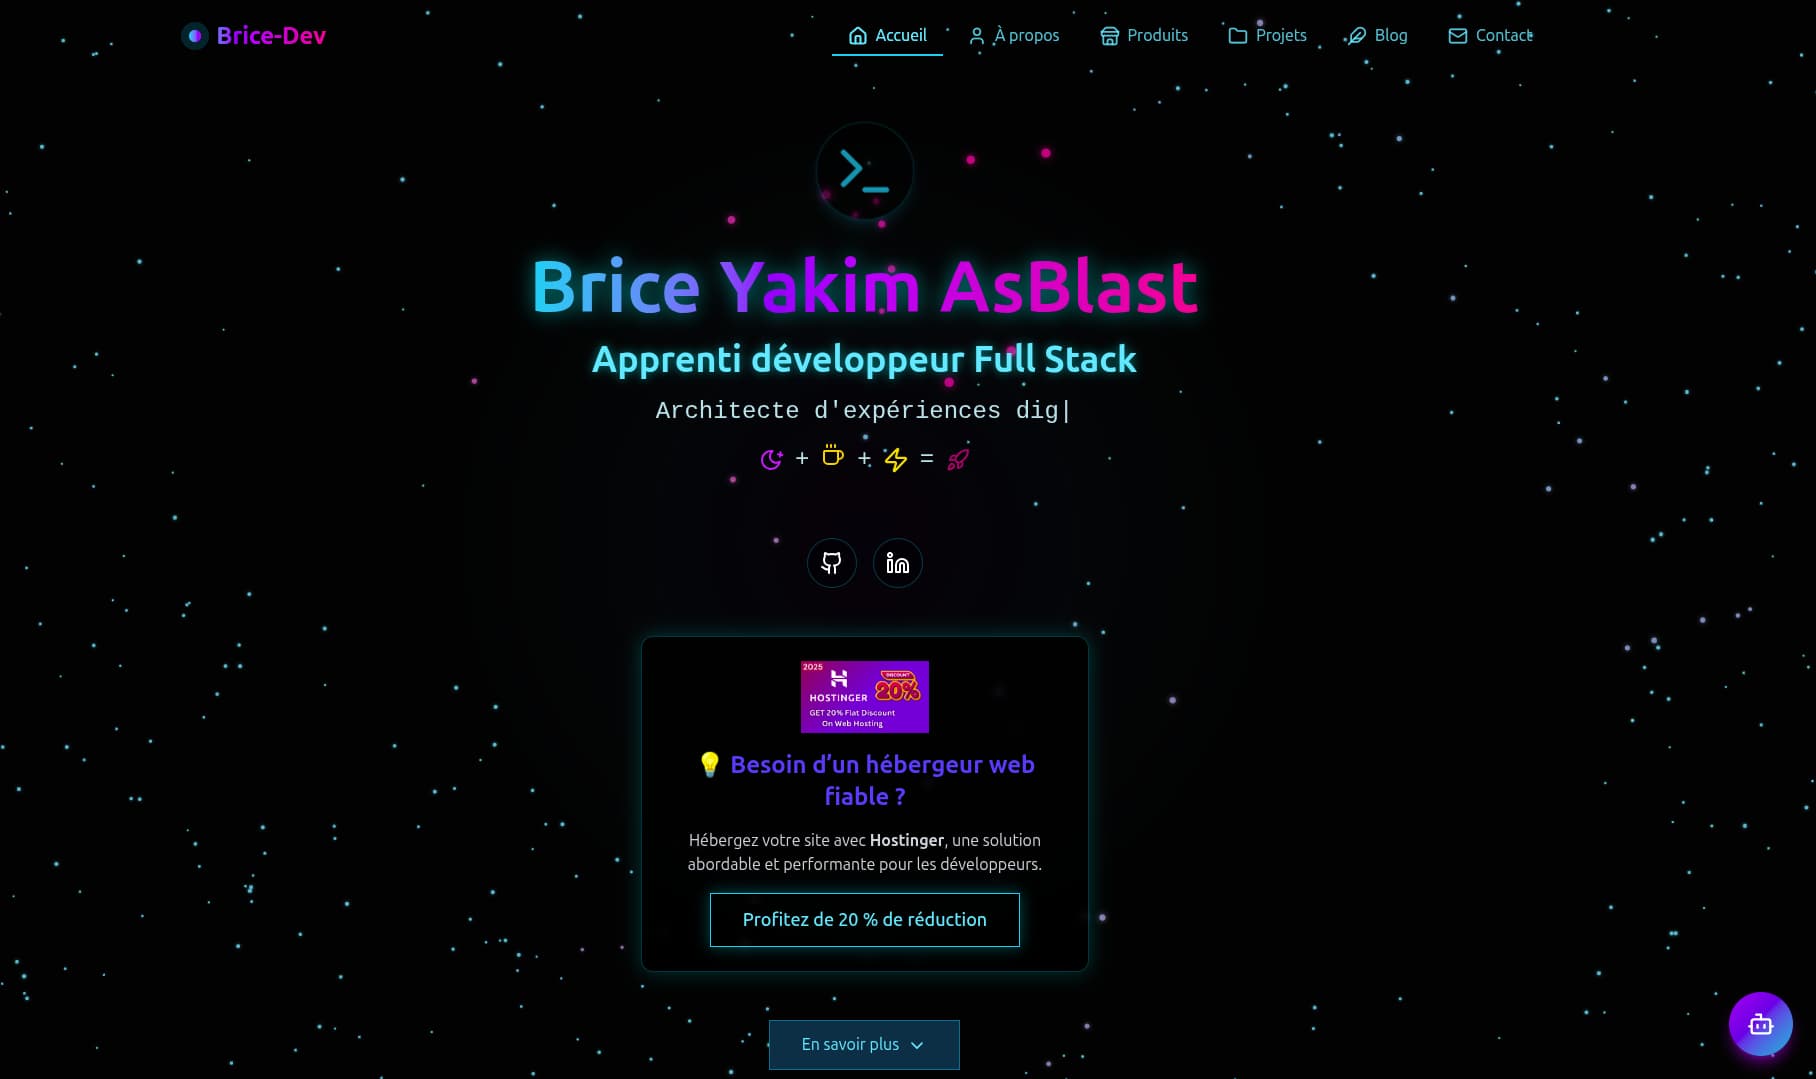 Brice-Dev
Accueil
À propos
Produits
Projets
Blog
Contact
Brice Yakim AsBlast
Apprenti développeur Full Stack
Architecte d'expériences dig|
+ + =
2025
HOSTINGER
DISCOUNT
20%
GET 20% Flat Discount
On Web Hosting
💡 Besoin d’un hébergeur web
fiable ?
Hébergez votre site avec Hostinger, une solution
abordable et performante pour les développeurs.
Profitez de 20 % de réduction
En savoir plus